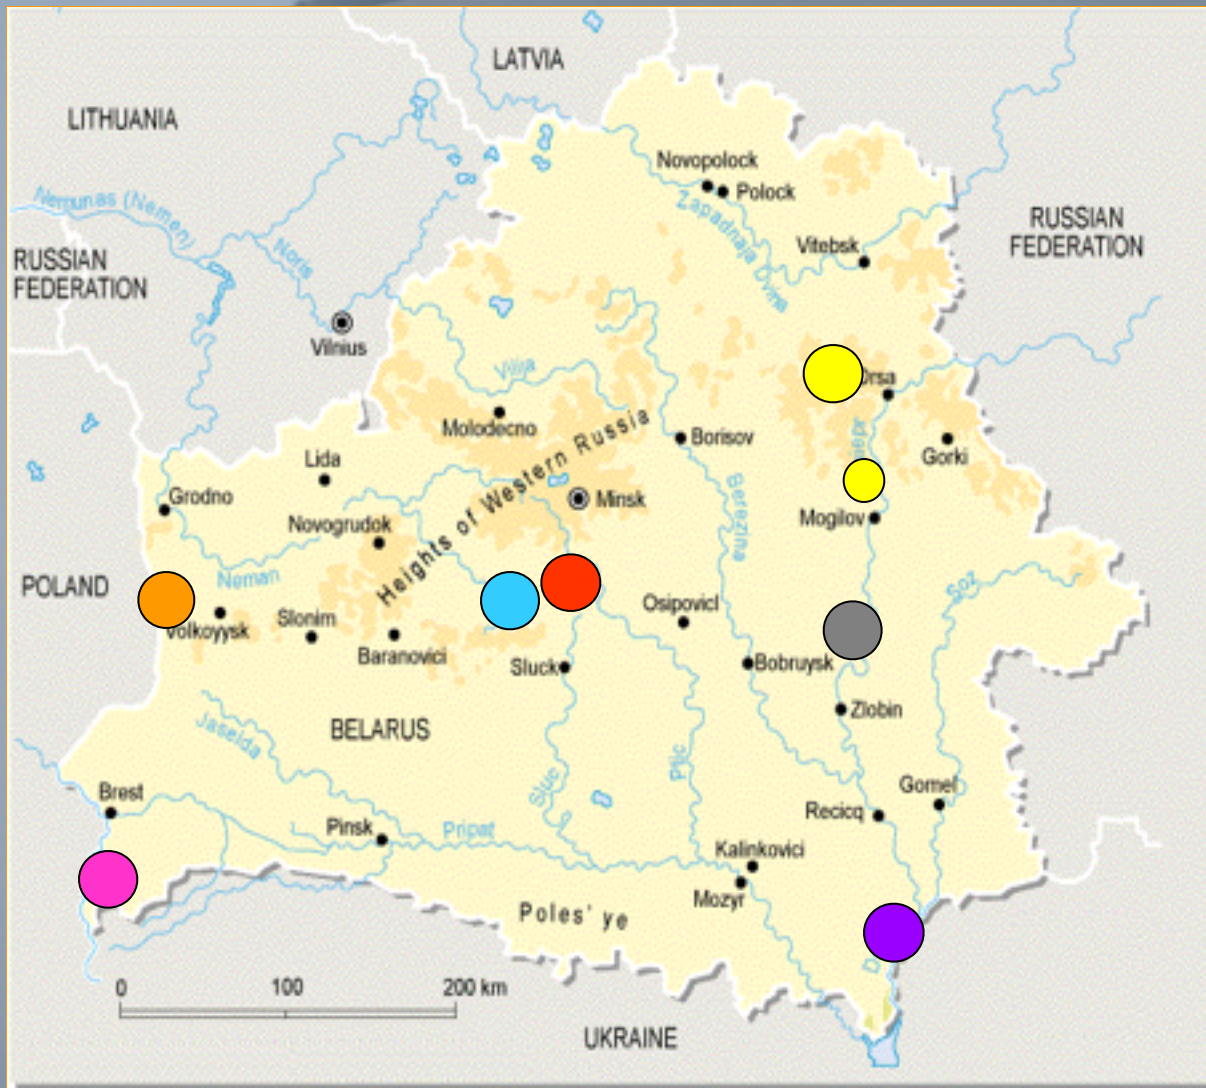 LATVIA
LITHUANIA
Novopolock
Polock
Nemunas (Nemen)
Zapadnaja Dvina
RUSSIAN
FEDERATION
Vitebsk
Noris
RUSSIAN
FEDERATION
Vilnius
Vilija
Orsa
Molodecno
Heights of Western Russia
Borisov
Gorki
Lida
Grodno
Minsk
Berezina
Novogrudok
Mogilov
POLAND
Neman
Soz
Osipovicl
Volkoyysk
Slonim
Baranovici
Sluck
Bobruysk
Zlobin
Jaselda
BELARUS
Sluc
Ptic
Brest
Gomel
Recicq
Pinsk
Pripat
Kalinkovici
Mozyr
Poles' ye
D
0 100 200 km
UKRAINE